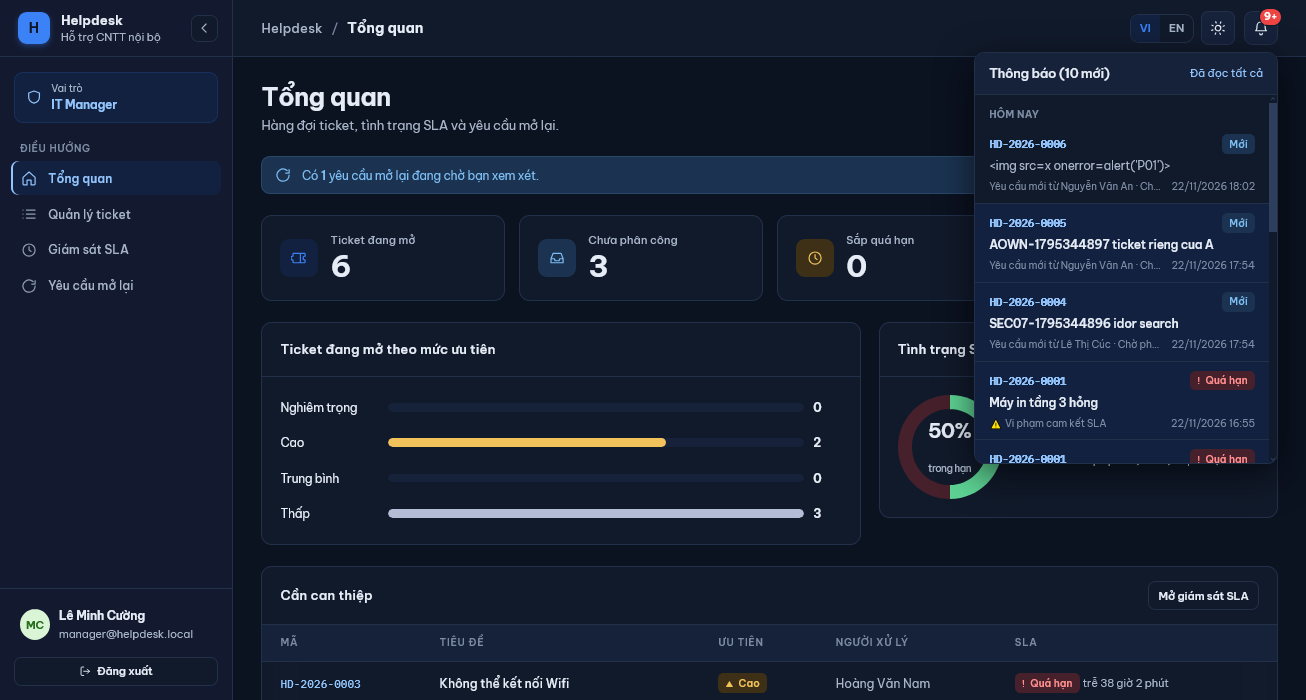 H
Helpdesk
Hỗ trợ CNTT nội bộ
Vai trò
IT Manager
ĐIỀU HƯỚNG
Tổng quan
Quản lý ticket
Giám sát SLA
Yêu cầu mở lại
MC
Lê Minh Cường
manager@helpdesk.local
Đăng xuất
Helpdesk / Tổng quan
VI EN
9+
Tổng quan
Hàng đợi ticket, tình trạng SLA và yêu cầu mở lại.
Có 1 yêu cầu mở lại đang chờ bạn xem xét.
Ticket đang mở
6
Chưa phân công
3
Sắp quá hạn
0
Ticket đang mở theo mức ưu tiên
Nghiêm trọng 0
Cao 2
Trung bình 0
Thấp 3
Tình trạng S
50%
trong hạn
Thông báo (10 mới) Đã đọc tất cả
HÔM NAY
HD-2026-0006 Mới
<img src=x onerror=alert('P01')>
Yêu cầu mới từ Nguyễn Văn An · Ch... 22/11/2026 18:02
HD-2026-0005 Mới
AOWN-1795344897 ticket rieng cua A
Yêu cầu mới từ Nguyễn Văn An · Ch... 22/11/2026 17:54
HD-2026-0004 Mới
SEC07-1795344896 idor search
Yêu cầu mới từ Lê Thị Cúc · Chờ ph... 22/11/2026 17:54
HD-2026-0001 ! Quá hạn
Máy in tầng 3 hỏng
Vi phạm cam kết SLA 22/11/2026 16:55
HD-2026-0001 ! Quá hạn
Cần can thiệp
Mở giám sát SLA
MÃ TIÊU ĐỀ ƯU TIÊN NGƯỜI XỬ LÝ SLA
HD-2026-0003 Không thể kết nối Wifi Cao Hoàng Văn Nam ! Quá hạn trễ 38 giờ 2 phút